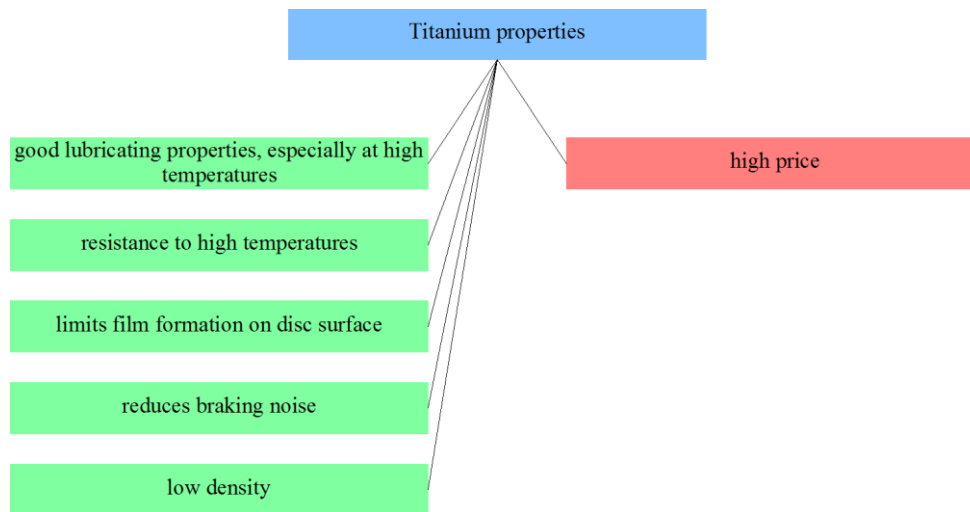 Titanium properties
good lubricating properties, especially at high
temperatures
high price
resistance to high temperatures
limits film formation on disc surface
reduces braking noise
low density